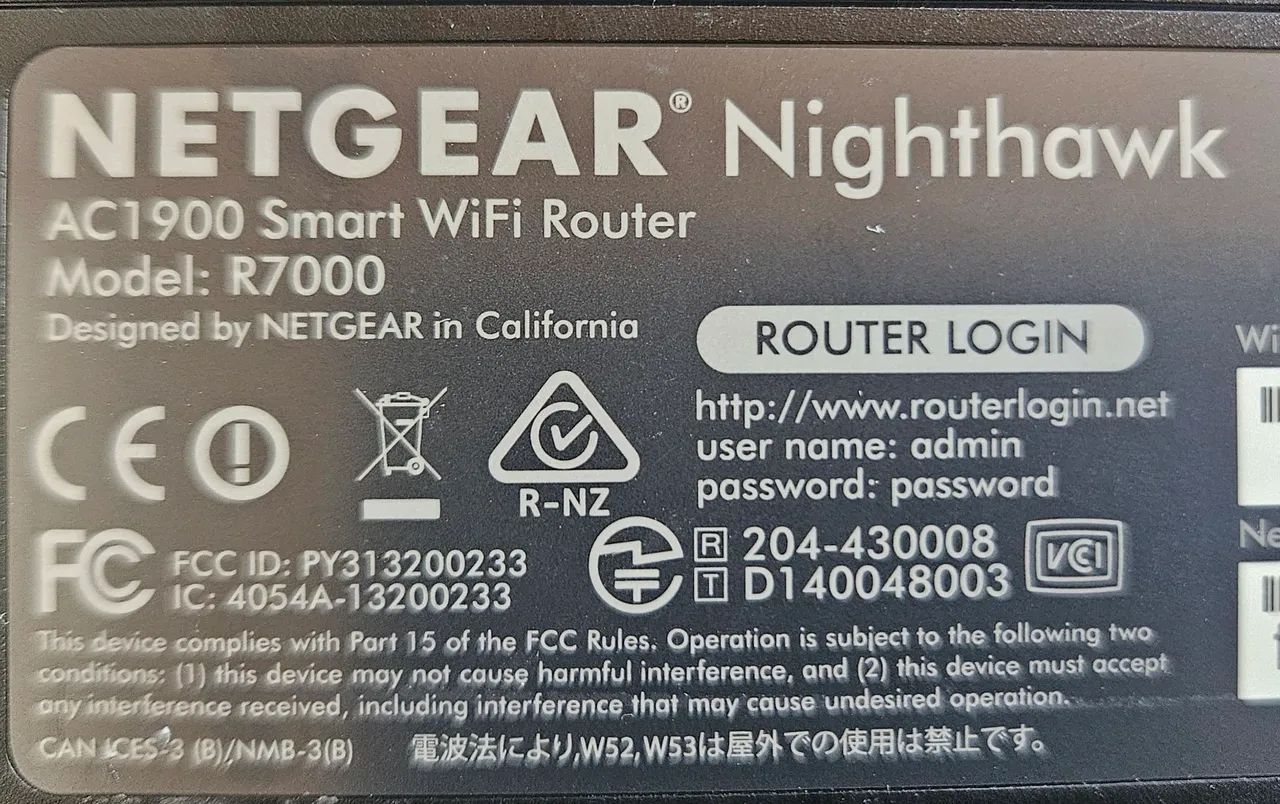 NETGEAR® Nighthawk
AC1900 Smart WiFi Router
Model: R7000
Designed by NETGEAR in California
ROUTER LOGIN
http://www.routerlogin.net
user name: admin
password: password
CE
R-NZ
FC
FCC ID: PY313200233
IC: 4054A-13200233
R 204-430008
T D140048003
VCI
This device complies with Part 15 of the FCC Rules. Operation is subject to the following two
conditions: (1) this device may not cause harmful interference, and (2) this device must accept
any interference received, including interference that may cause undesired operation.
CAN ICES-3 (B)/NMB-3(B)
電波法により,W52,W53は屋外での使用は禁止です。
Wi
Ne